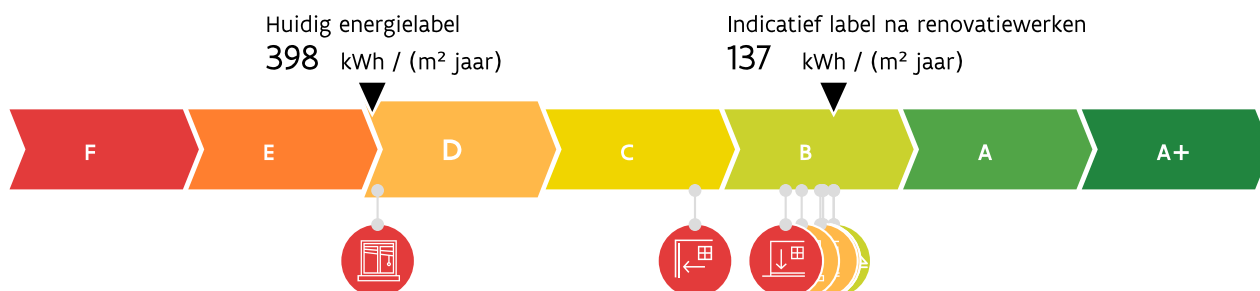 Huidig energielabel
398 kWh / (m² jaar)
Indicatief label na renovatiewerken
137 kWh / (m² jaar)
F E D C B A A+